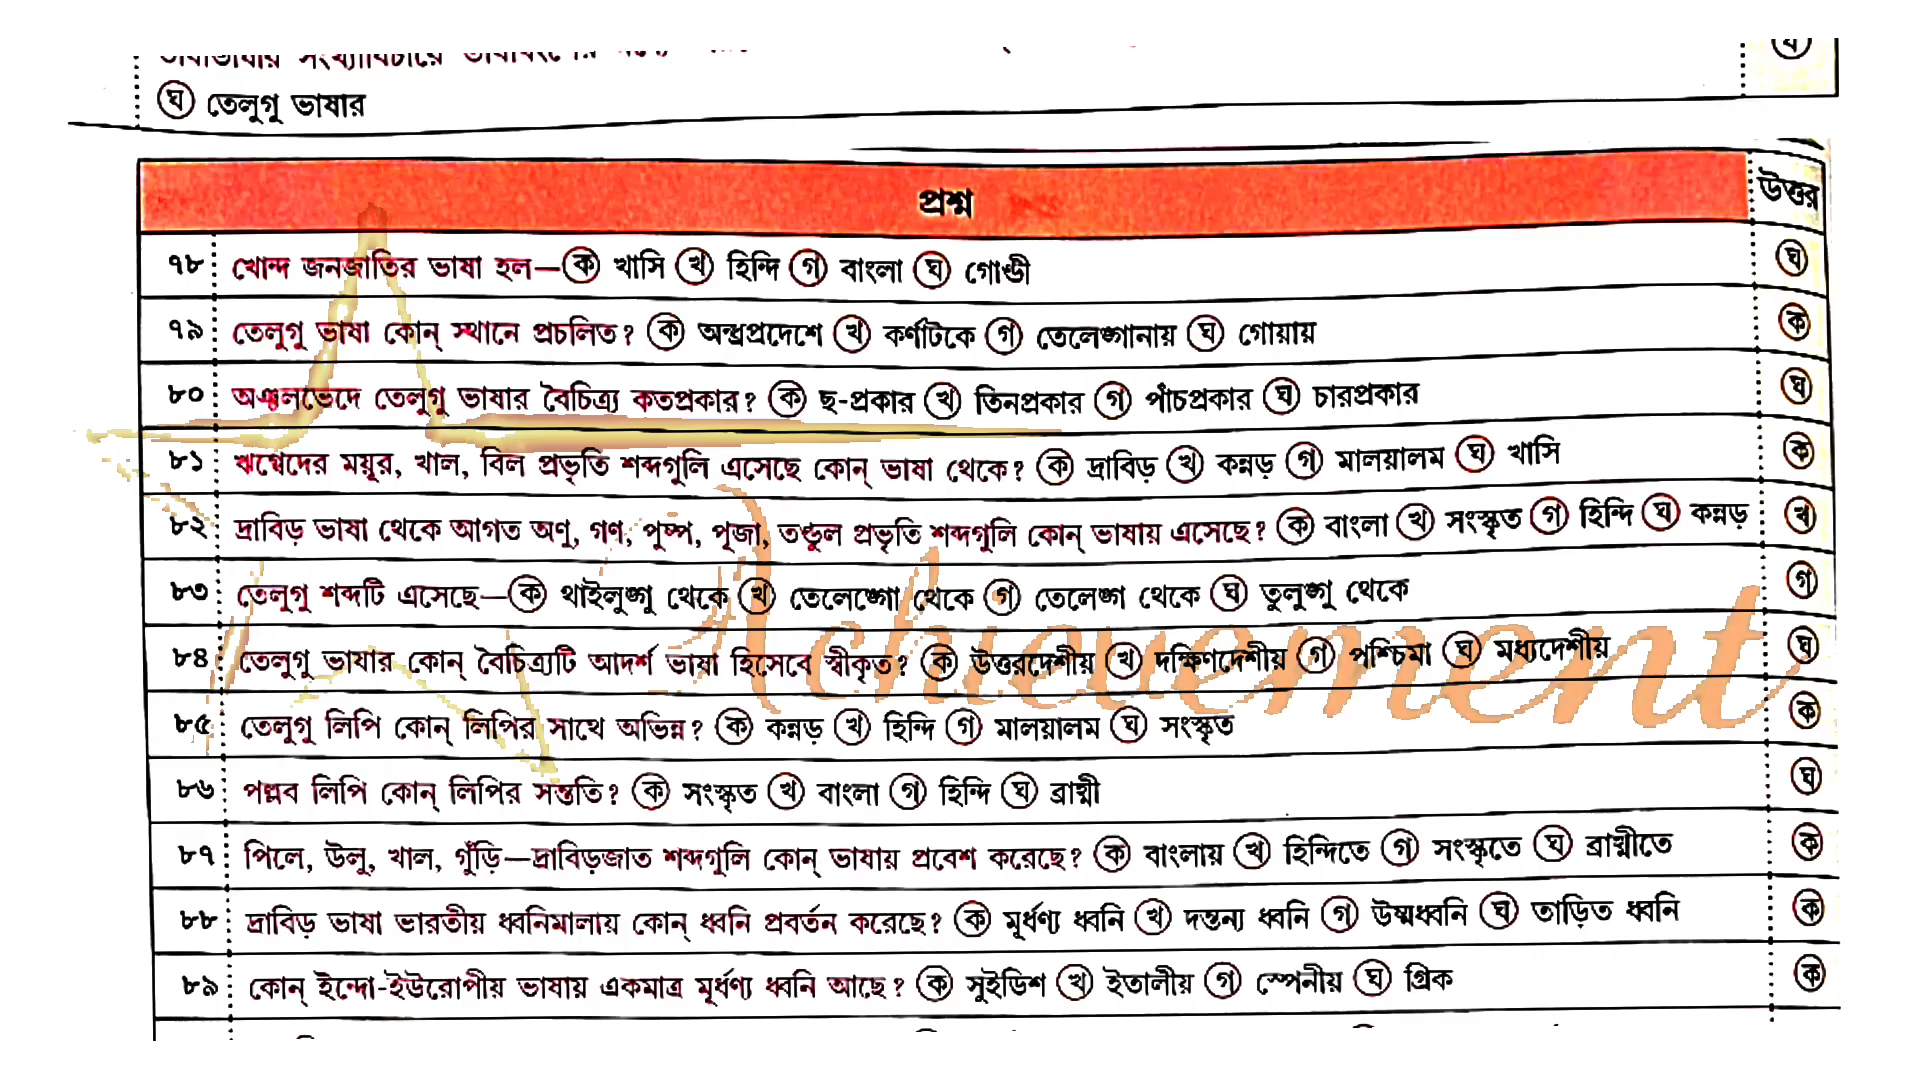 ঘ তেলুগু ভাষার
প্রশ্ন উত্তর
৭৮ খোন্দ জনজাতির ভাষা হল—ক খাসি খ হিন্দি গ বাংলা ঘ গোণ্ডী ঘ
৭৯ তেলুগু ভাষা কোন্ স্থানে প্রচলিত? ক অন্ধ্রপ্রদেশে খ কর্ণাটকে গ তেলেঙ্গানায় ঘ গোয়ায় ক
৮০ অঞ্চলভেদে তেলুগু ভাষার বৈচিত্র্য কতপ্রকার? ক ছ-প্রকার খ তিনপ্রকার গ পাঁচপ্রকার ঘ চারপ্রকার ঘ
৮১ ঋগ্বেদের ময়ূর, খাল, বিল প্রভৃতি শব্দগুলি এসেছে কোন্ ভাষা থেকে? ক দ্রাবিড় খ কন্নড় গ মালয়ালম ঘ খাসি ক
৮২ দ্রাবিড় ভাষা থেকে আগত অণু, গণ, পুষ্প, পূজা, তণ্ডুল প্রভৃতি শব্দগুলি কোন্ ভাষায় এসেছে? ক বাংলা খ সংস্কৃত গ হিন্দি ঘ কন্নড় খ
৮৩ তেলুগু শব্দটি এসেছে—ক থাইলুঙ্গু থেকে খ তেলেঙ্গো থেকে গ তেলেঙ্গ থেকে ঘ তুলুঙ্গু থেকে গ
৮৪ তেলুগু ভাষার কোন্ বৈচিত্র্যটি আদর্শ ভাষা হিসেবে স্বীকৃত? ক উত্তরদেশীয় খ দক্ষিণদেশীয় গ পশ্চিমা ঘ মধ্যদেশীয় ঘ
৮৫ তেলুগু লিপি কোন্ লিপির সাথে অভিন্ন? ক কন্নড় খ হিন্দি গ মালয়ালম ঘ সংস্কৃত ক
৮৬ পল্লব লিপি কোন্ লিপির সন্ততি? ক সংস্কৃত খ বাংলা গ হিন্দি ঘ ব্রাহ্মী ঘ
৮৭ পিলে, উলু, খাল, গুঁড়ি—দ্রাবিড়জাত শব্দগুলি কোন্ ভাষায় প্রবেশ করেছে? ক বাংলায় খ হিন্দিতে গ সংস্কৃতে ঘ ব্রাহ্মীতে ক
৮৮ দ্রাবিড় ভাষা ভারতীয় ধ্বনিমালায় কোন্ ধ্বনি প্রবর্তন করেছে? ক মূর্ধণ্য ধ্বনি খ দন্তন্য ধ্বনি গ উষ্মধ্বনি ঘ তাড়িত ধ্বনি ক
৮৯ কোন্ ইন্দো-ইউরোপীয় ভাষায় একমাত্র মূর্ধণ্য ধ্বনি আছে? ক সুইডিশ খ ইতালীয় গ স্পেনীয় ঘ গ্রিক ক
Achievement